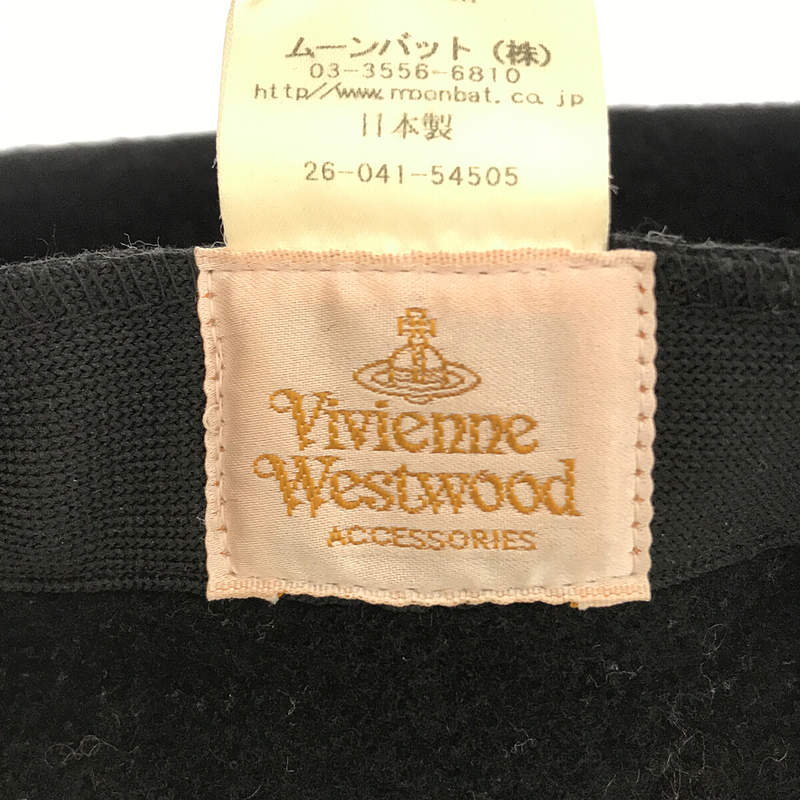 ムーンバット(株)
03-3556-6810
http//www.moonbat.co.jp
日本製
26-041-54505
Vivienne
Westwood
ACCESSORIES